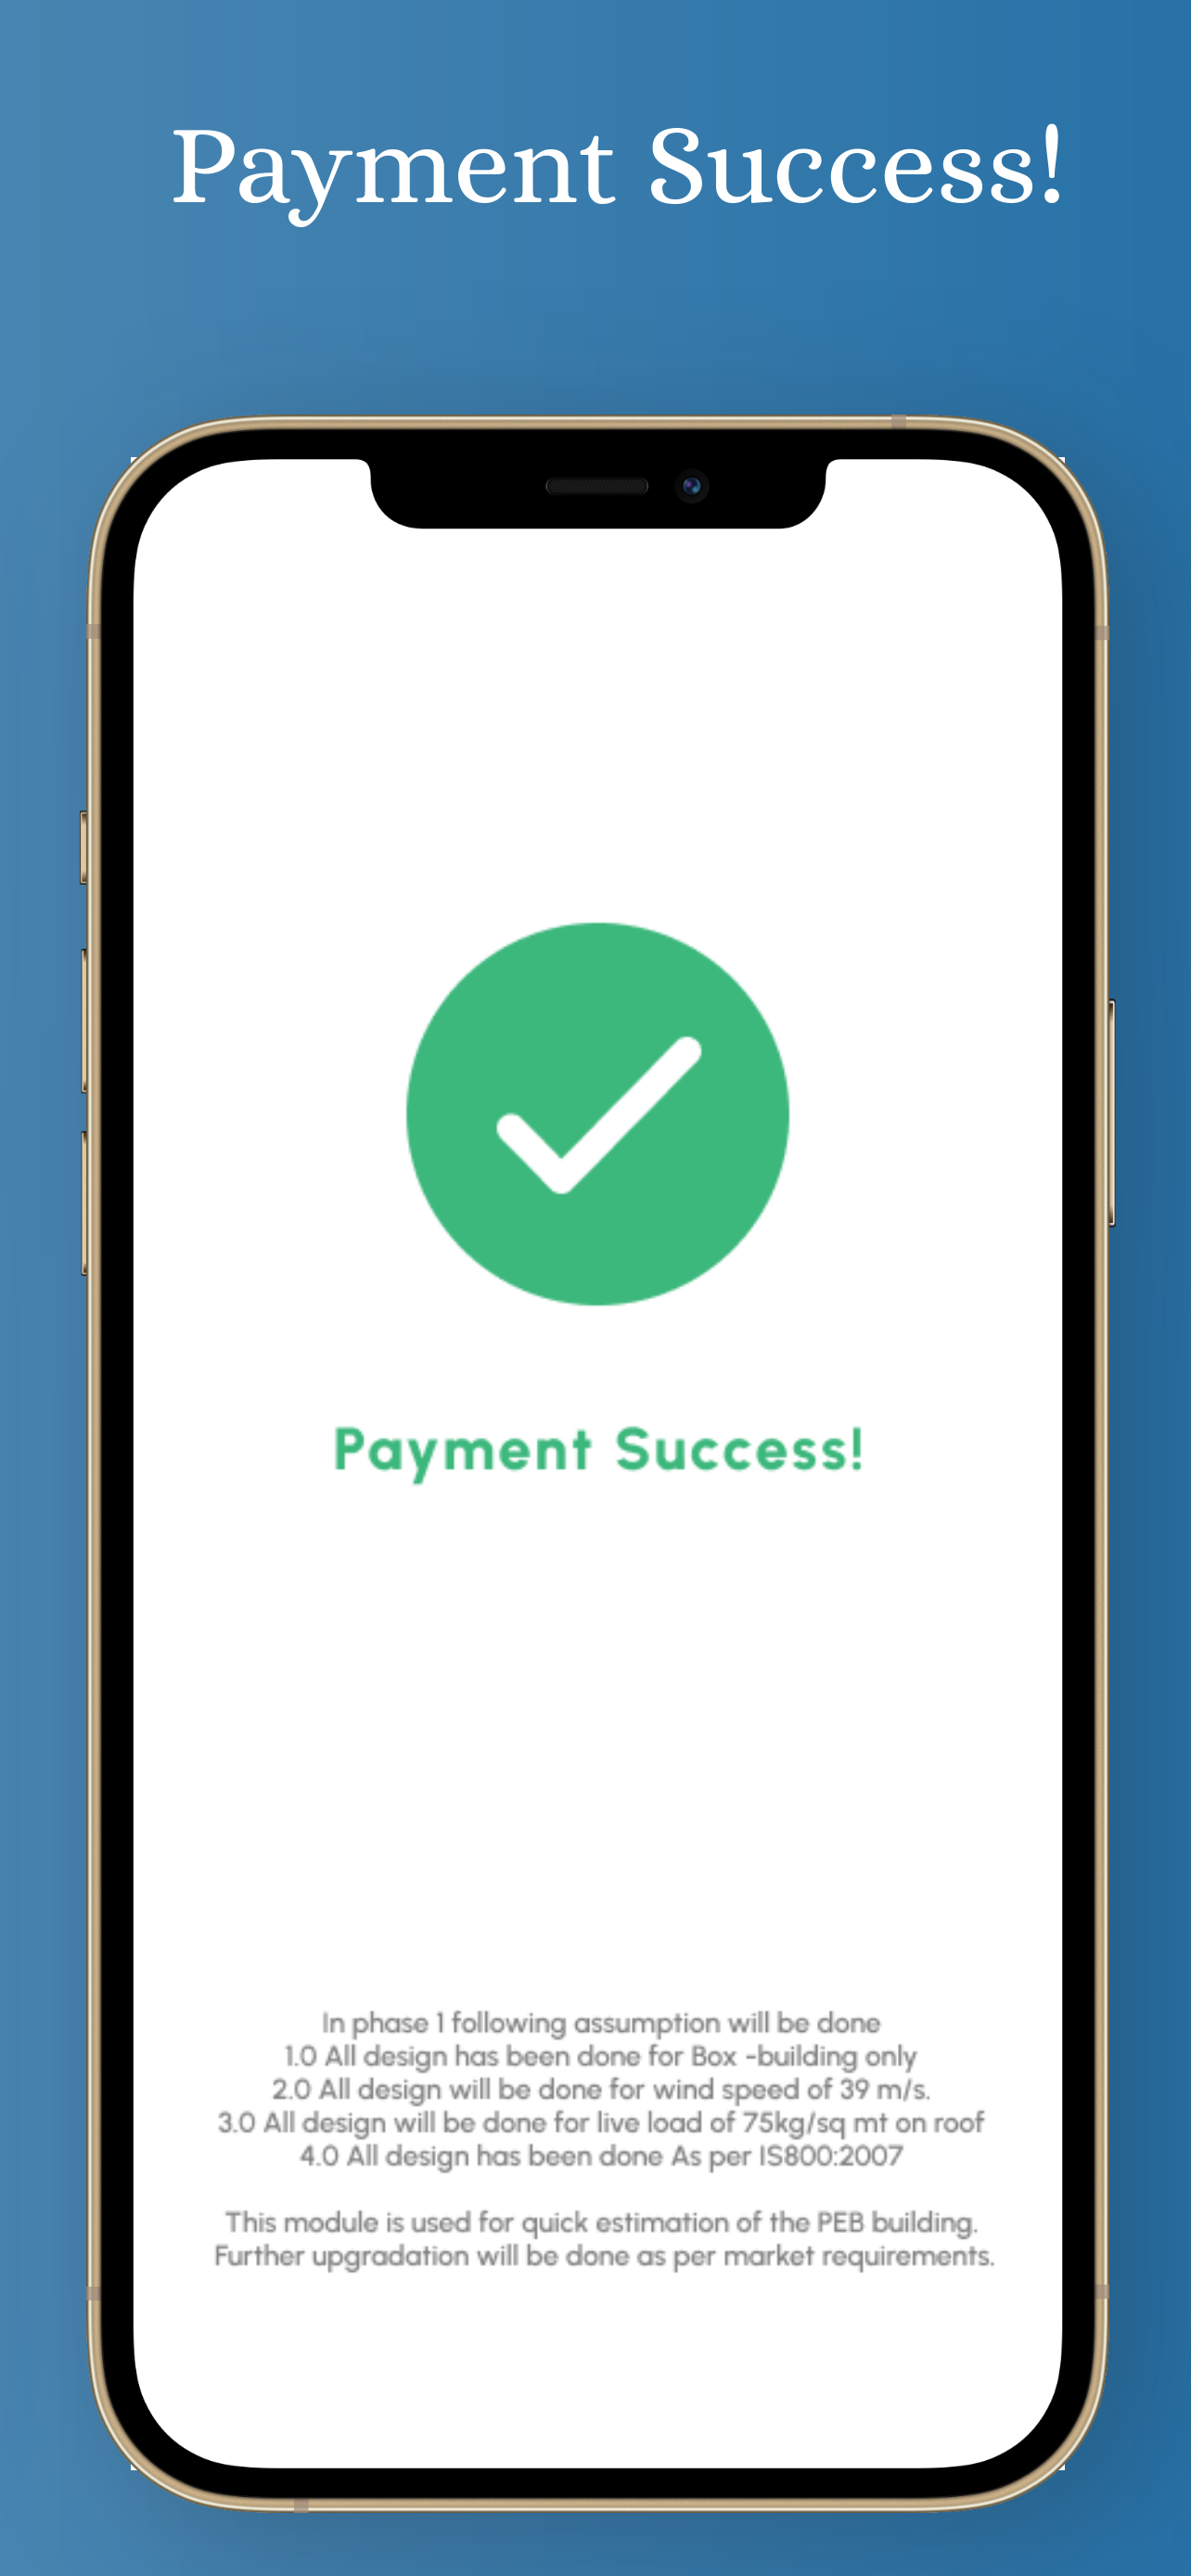 Payment Success!
Payment Success!
In phase 1 following assumption will be done
1.0 All design has been done for Box -building only
2.0 All design will be done for wind speed of 39 m/s.
3.0 All design will be done for live load of 75kg/sq mt on roof
4.0 All design has been done As per IS800:2007
This module is used for quick estimation of the PEB building.
Further upgradation will be done as per market requirements.